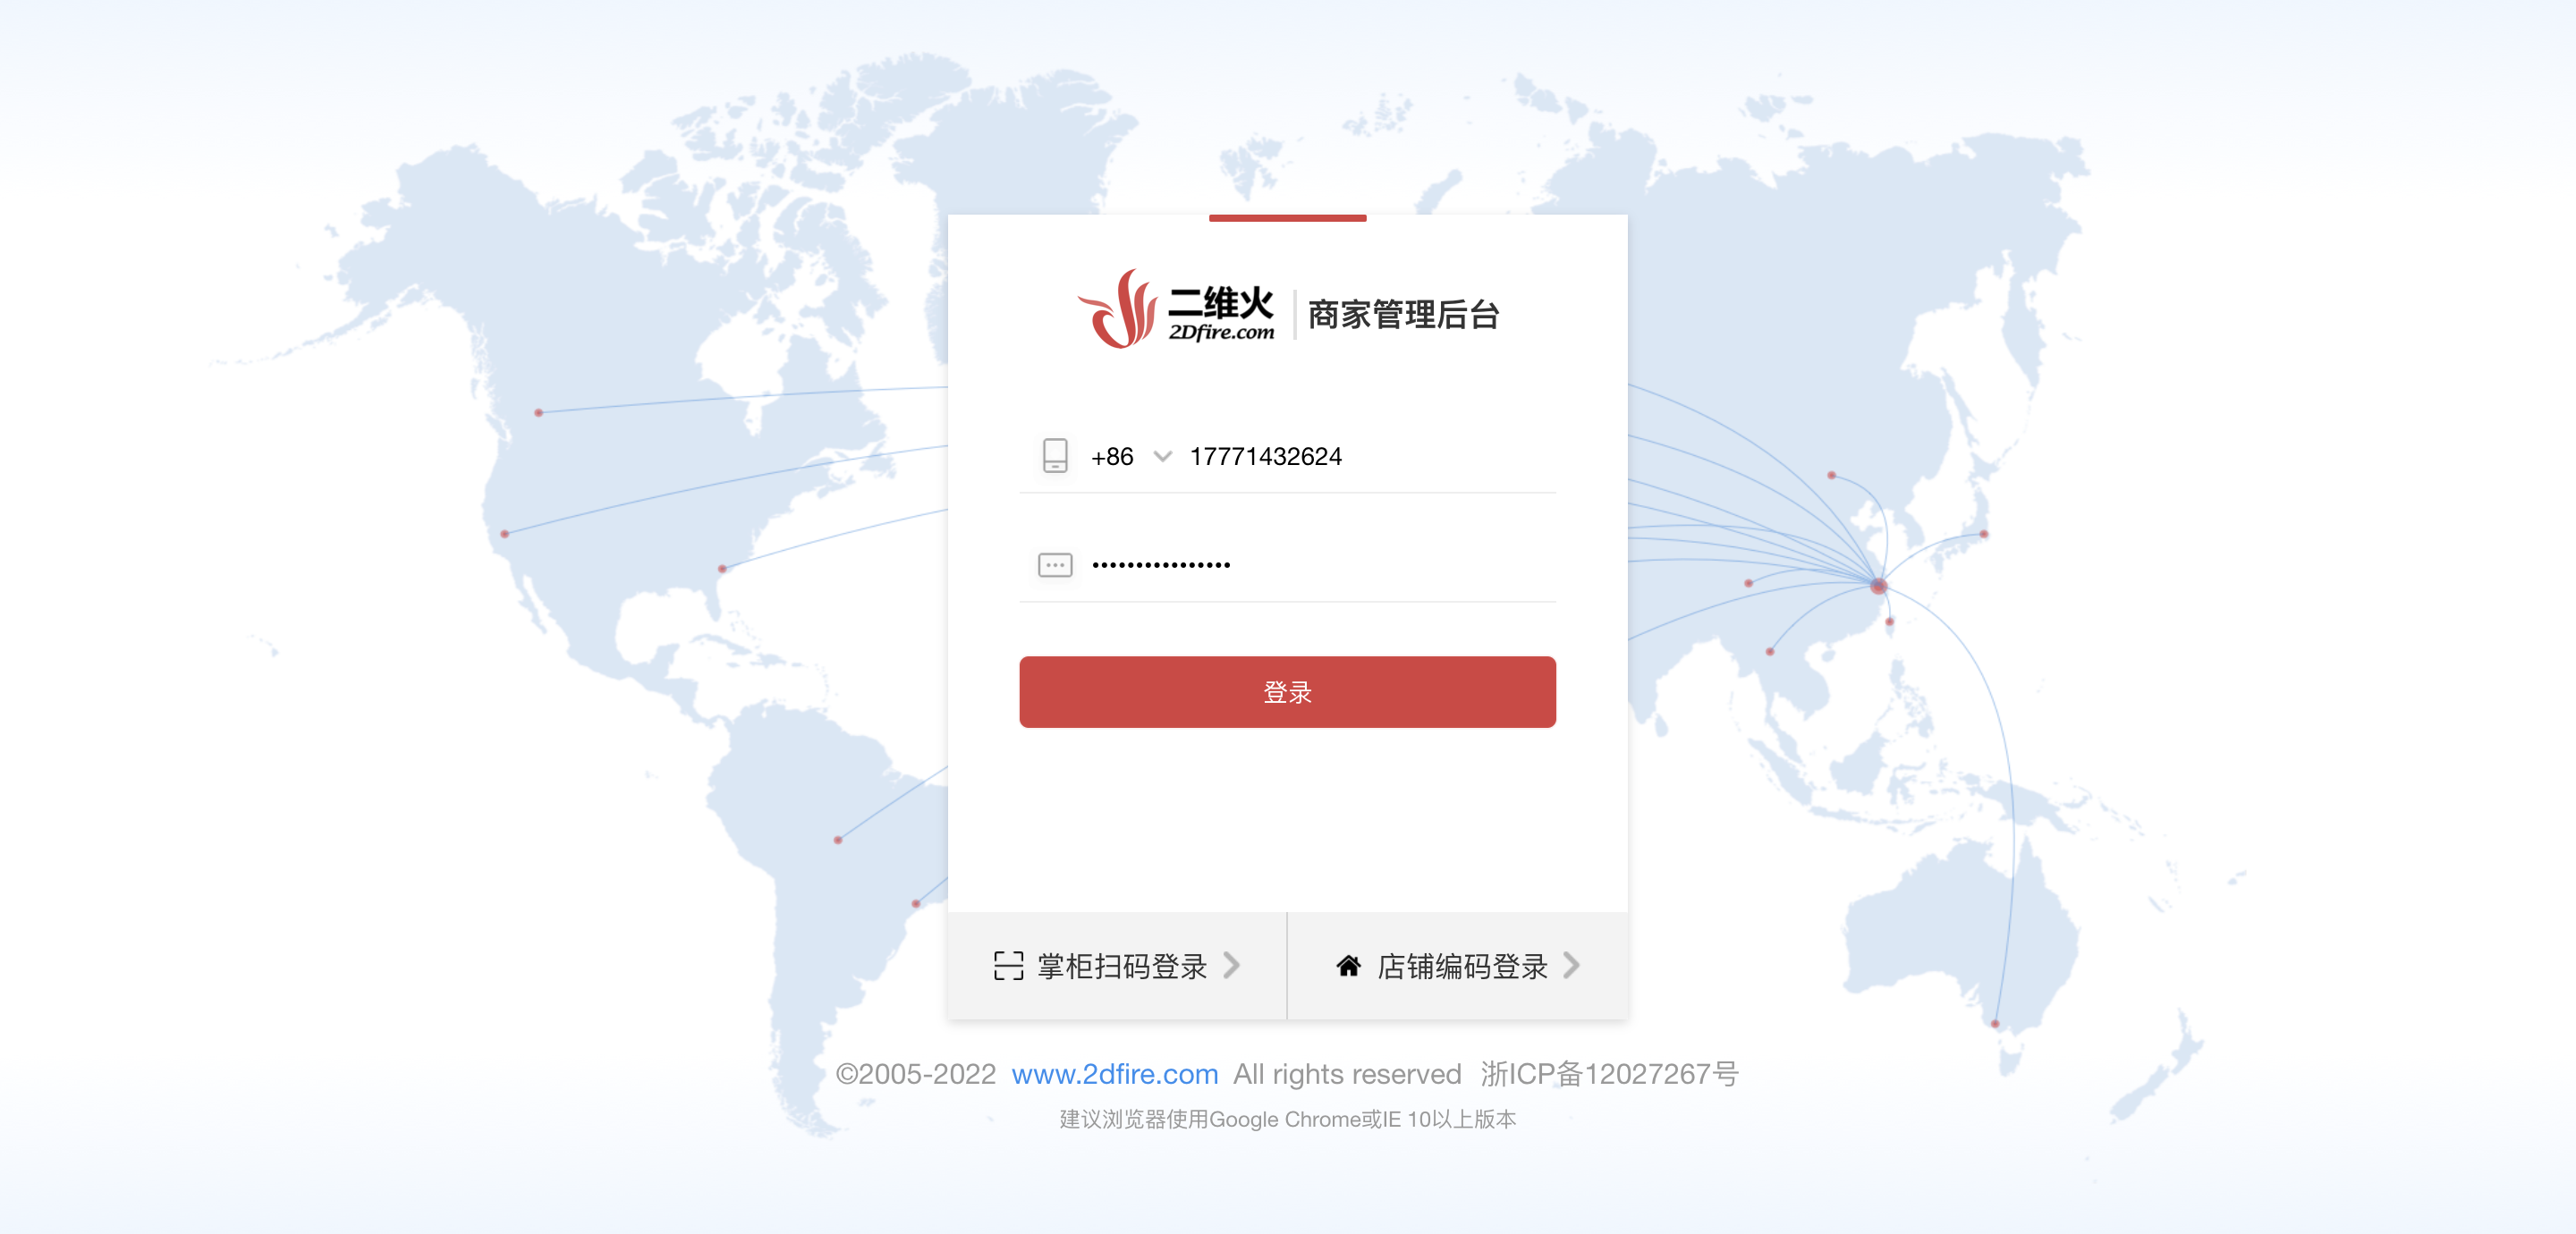 二维火
2Dfire.com
商家管理后台
+86 17771432624
••••••••••••••••
登录
掌柜扫码登录
店铺编码登录
©2005-2022 www.2dfire.com All rights reserved 浙ICP备12027267号
建议浏览器使用Google Chrome或IE 10以上版本